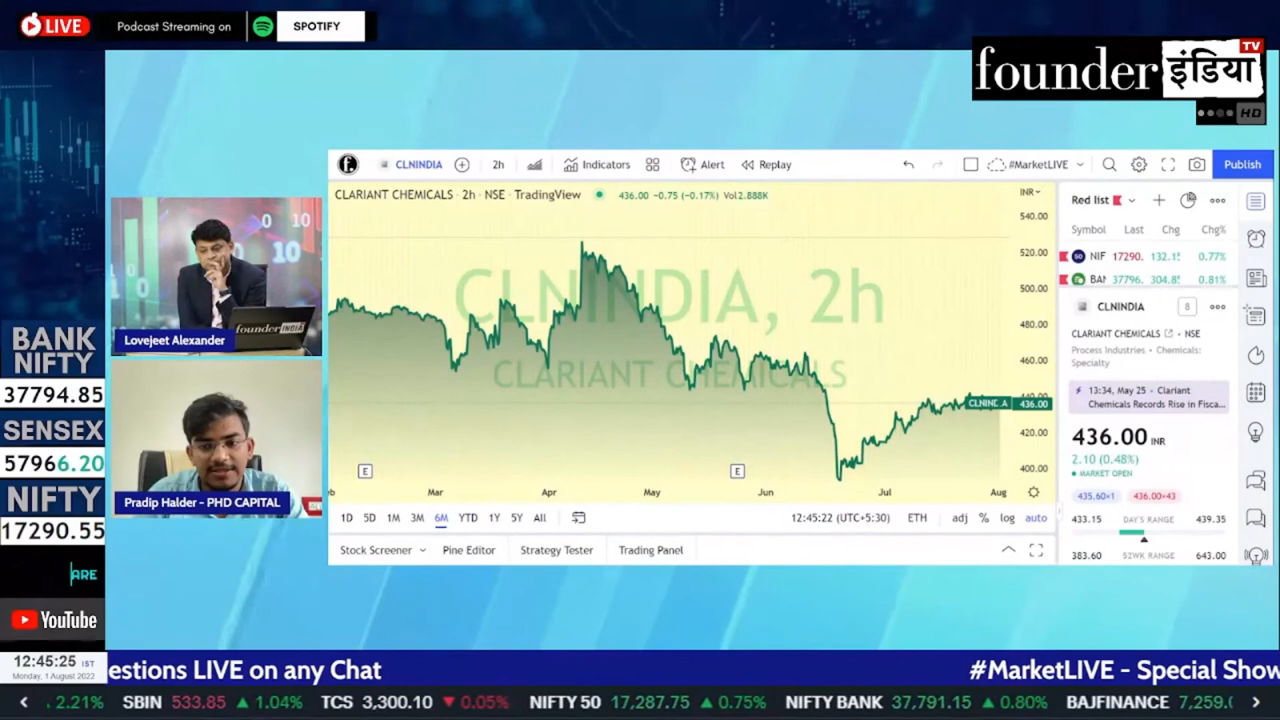 LIVE
Podcast Streaming on
SPOTIFY
founder इंडिया TV
HD
BANK
NIFTY
37794.85
SENSEX
57966.20
NIFTY
17290.55
ARE
YouTube
12:45:25 IST
Monday, 1 August 2022
Lovejeet Alexander
founder INDIA
Pradip Halder - PHD CAPITAL
CLNINDIA 2h Indicators Alert Replay #MarketLIVE Publish
CLARIANT CHEMICALS · 2h · NSE · TradingView 436.00 −0.75 (−0.17%) Vol2.888K
CLNINDIA, 2h
CLARIANT CHEMICALS
INR
540.00
520.00
500.00
480.00
460.00
436.00
420.00
400.00
E E
Mar Apr May Jun Jul Aug
1D 5D 1M 3M 6M YTD 1Y 5Y All 12:45:22 (UTC+5:30) ETH adj % log auto
Stock Screener Pine Editor Strategy Tester Trading Panel
Red list
Symbol Last Chg Chg%
NIF 17290. 0.77%
37796. 0.81%
CLNINDIA 8
CLARIANT CHEMICALS · NSE
Process Industries · Chemicals:
Specialty
13:34, May 25 · Clariant
Chemicals Records Rise in Fisca...
436.00 INR
2.10 (0.48%)
MARKET OPEN
435.60×1 436.00×43
433.15 DAY'S RANGE 439.35
383.60 52WK RANGE 643.00
estions LIVE on any Chat #MarketLIVE - Special Show
2.21% SBIN 533.85 ▲ 1.04% TCS 3,300.10 ▼ 0.05% NIFTY 50 17,287.75 ▲ 0.75% NIFTY BANK 37,791.15 ▲ 0.80% BAJFINANCE 7,259.